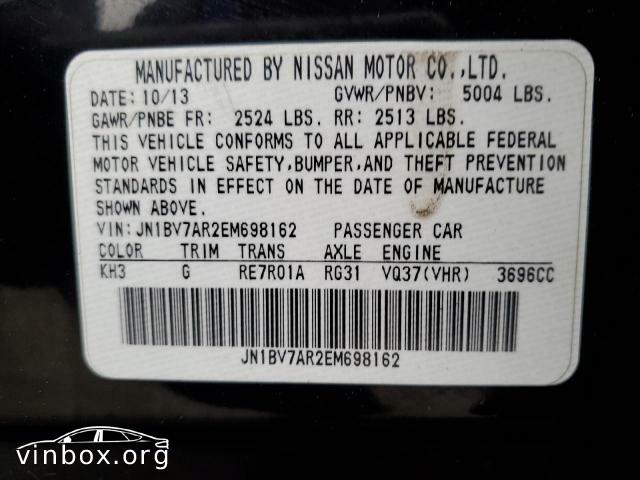 MANUFACTURED BY NISSAN MOTOR CO.,LTD.
DATE: 10/13 GVWR/PNBV: 5004 LBS.
GAWR/PNBE FR: 2524 LBS. RR: 2513 LBS.
THIS VEHICLE CONFORMS TO ALL APPLICABLE FEDERAL
MOTOR VEHICLE SAFETY,BUMPER,AND THEFT PREVENTION
STANDARDS IN EFFECT ON THE DATE OF MANUFACTURE
SHOWN ABOVE.
VIN: JN1BV7AR2EM698162 PASSENGER CAR
COLOR TRIM TRANS AXLE ENGINE
KH3 G RE7R01A RG31 VQ37(VHR) 3696CC
JN1BV7AR2EM698162
vinbox.org